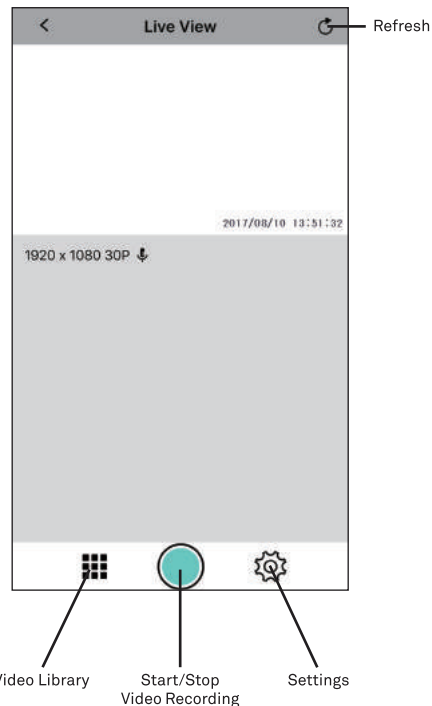 Live View
Refresh
2017/08/10 13:51:32
1920 x 1080 30P
Video Library
Start/Stop
Video Recording
Settings